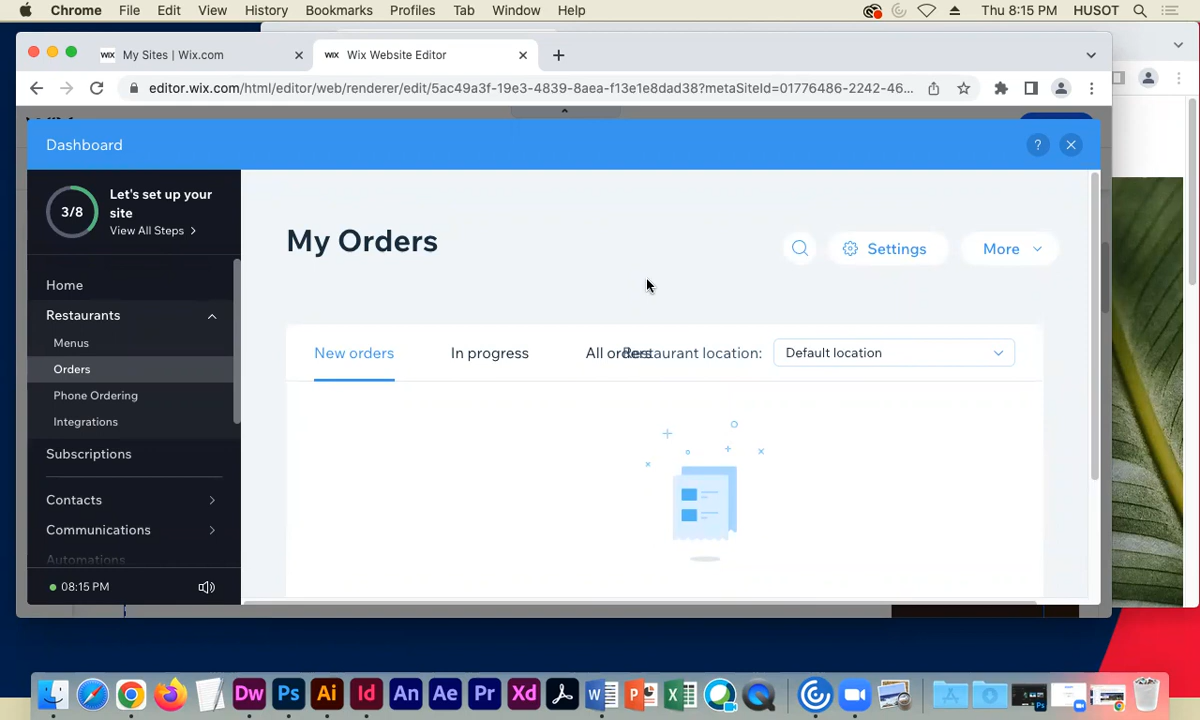 Chrome File Edit View History Bookmarks Profiles Tab Window Help Thu 8:15 PM HUSOT
WIX My Sites | Wix.com WIX Wix Website Editor
editor.wix.com/html/editor/web/renderer/edit/5ac49a3f-19e3-4839-8aea-f13e1e8dad38?metaSiteId=01776486-2242-46...
Dashboard ?
3/8 Let's set up your
site
View All Steps
My Orders Settings More
Home
Restaurants
Menus
Orders
Phone Ordering
Integrations
Subscriptions
Contacts
Communications
Automations
08:15 PM
New orders In progress All orders Restaurant location: Default location
Dw Ps Ai Id An Ae Pr Xd W P X